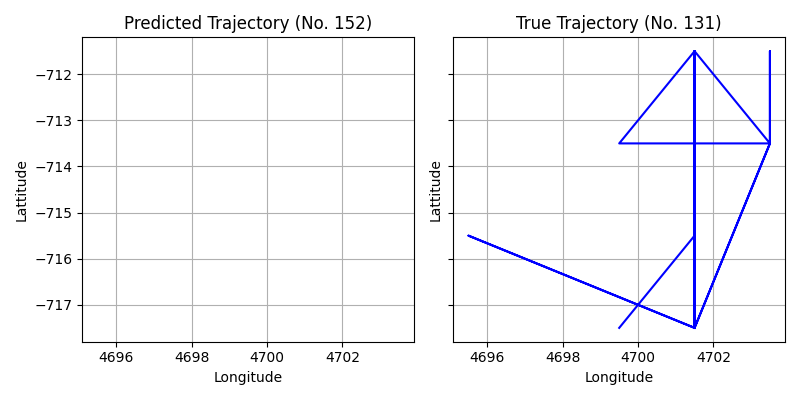 Predicted Trajectory (No. 152)
Lattitude
−712
−713
−714
−715
−716
−717
4696 4698 4700 4702
Longitude
True Trajectory (No. 131)
Lattitude
4696 4698 4700 4702
Longitude